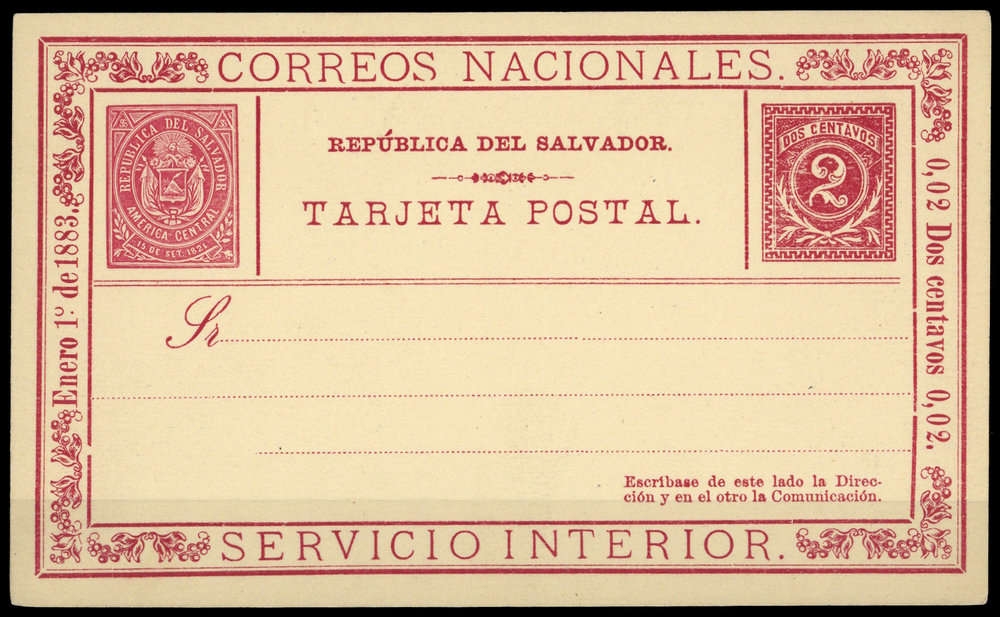 CORREOS NACIONALES.
REPUBLICA DEL SALVADOR
AMERICA CENTRAL
15 DE SET. 1821
REPÚBLICA DEL SALVADOR.
TARJETA POSTAL.
DOS CENTAVOS
2
Enero 1º de 1883.
0,02 Dos centavos 0,02.
Sr
Escríbase de este lado la Direc-
ción y en el otro la Comunicación.
SERVICIO INTERIOR.